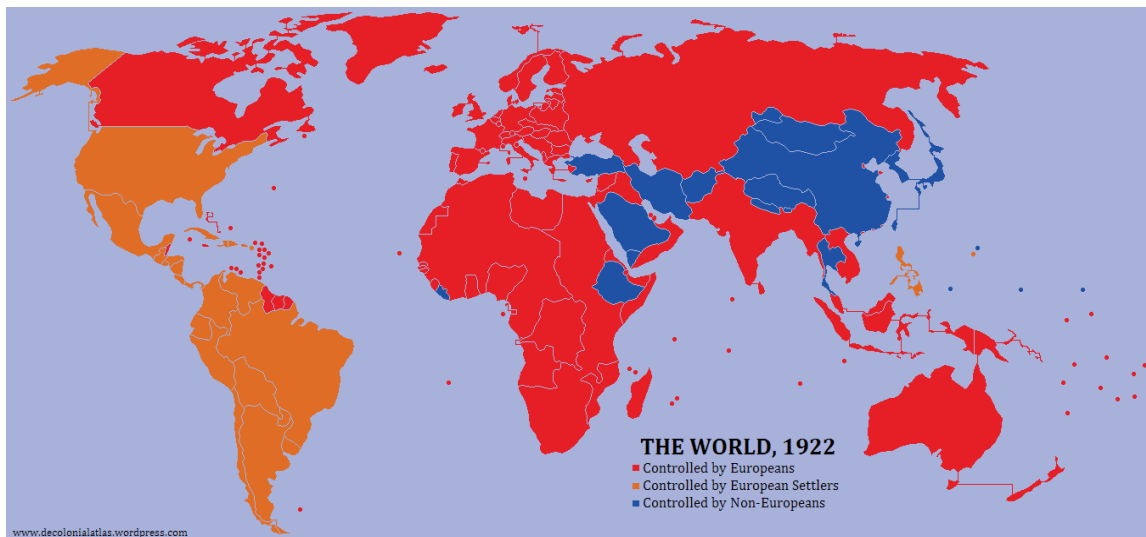 THE WORLD, 1922
Controlled by Europeans
Controlled by European Settlers
Controlled by Non-Europeans
www.decolonialatlas.wordpress.com